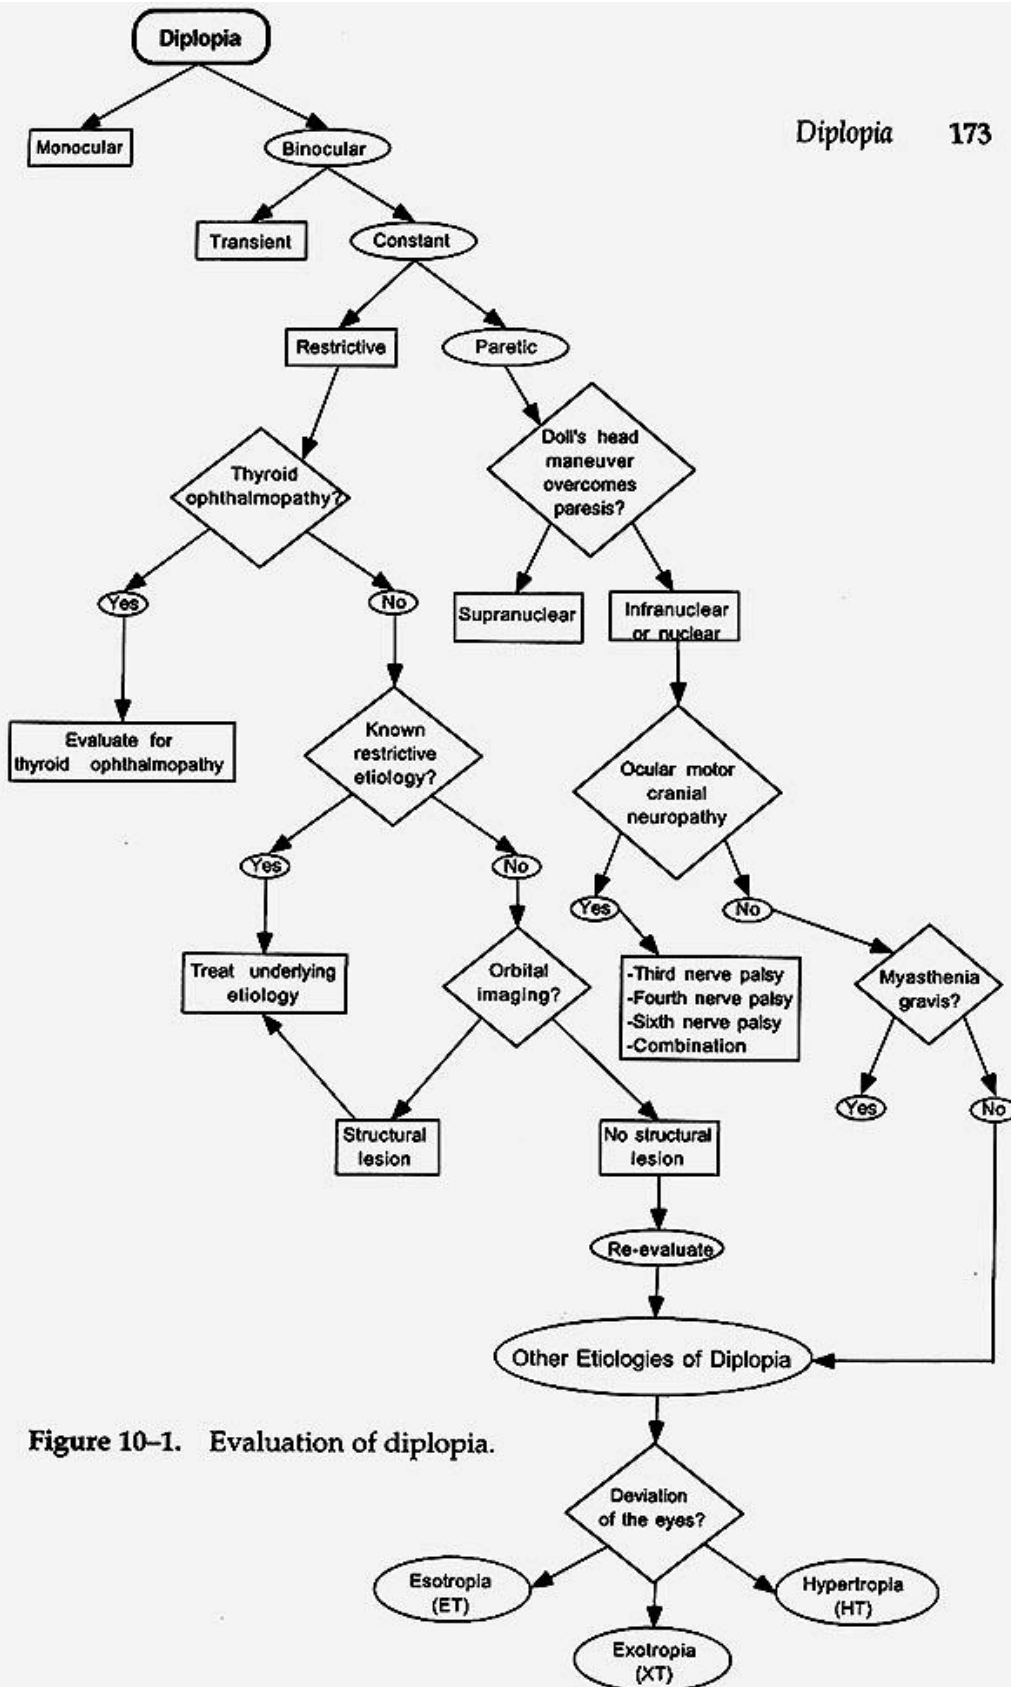 Diplopia
Diplopia 173
Monocular
Binocular
Transient
Constant
Restrictive
Paretic
Thyroid
ophthalmopathy?
Doll's head
maneuver
overcomes
paresis?
Yes
No
Supranuclear
Infranuclear
or nuclear
Evaluate for
thyroid ophthalmopathy
Known
restrictive
etiology?
Ocular motor
cranial
neuropathy
Yes
No
Yes
No
Treat underlying
etiology
Orbital
imaging?
-Third nerve palsy
-Fourth nerve palsy
-Sixth nerve palsy
-Combination
Myasthenia
gravis?
Yes
No
Structural
lesion
No structural
lesion
Re-evaluate
Other Etiologies of Diplopia
Figure 10–1. Evaluation of diplopia.
Deviation
of the eyes?
Esotropia
(ET)
Exotropia
(XT)
Hypertropia
(HT)